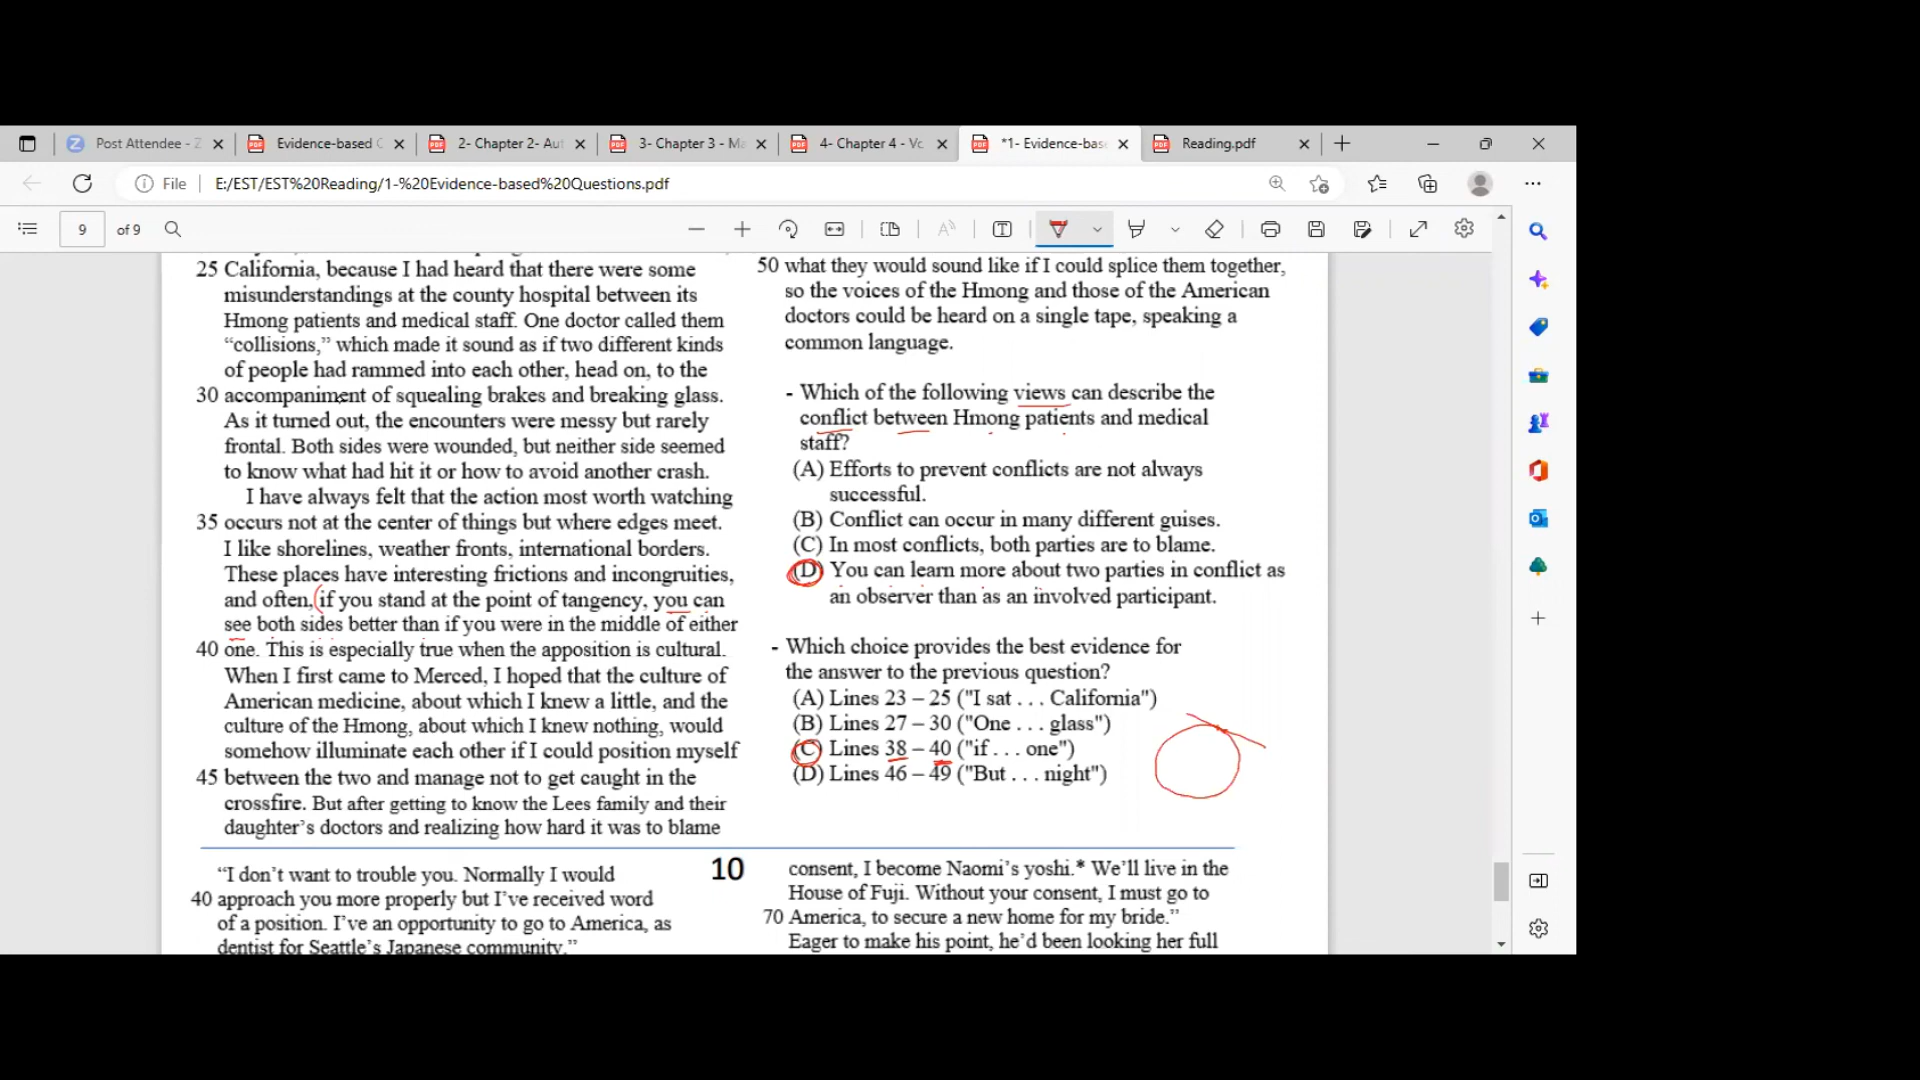 Post Attendee - Z
Evidence-based C
2- Chapter 2- Aut
3- Chapter 3 - Ma
4- Chapter 4 - Vo
*1- Evidence-base
Reading.pdf
File
E:/EST/EST%20Reading/1-%20Evidence-based%20Questions.pdf
9 of 9
25 California, because I had heard that there were some
misunderstandings at the county hospital between its
Hmong patients and medical staff. One doctor called them
“collisions,” which made it sound as if two different kinds
of people had rammed into each other, head on, to the
30 accompaniment of squealing brakes and breaking glass.
As it turned out, the encounters were messy but rarely
frontal. Both sides were wounded, but neither side seemed
to know what had hit it or how to avoid another crash.
I have always felt that the action most worth watching
35 occurs not at the center of things but where edges meet.
I like shorelines, weather fronts, international borders.
These places have interesting frictions and incongruities,
and often, if you stand at the point of tangency, you can
see both sides better than if you were in the middle of either
40 one. This is especially true when the apposition is cultural.
When I first came to Merced, I hoped that the culture of
American medicine, about which I knew a little, and the
culture of the Hmong, about which I knew nothing, would
somehow illuminate each other if I could position myself
45 between the two and manage not to get caught in the
crossfire. But after getting to know the Lees family and their
daughter’s doctors and realizing how hard it was to blame
50 what they would sound like if I could splice them together,
so the voices of the Hmong and those of the American
doctors could be heard on a single tape, speaking a
common language.
- Which of the following views can describe the
conflict between Hmong patients and medical
staff?
(A) Efforts to prevent conflicts are not always
successful.
(B) Conflict can occur in many different guises.
(C) In most conflicts, both parties are to blame.
(D) You can learn more about two parties in conflict as
an observer than as an involved participant.
- Which choice provides the best evidence for
the answer to the previous question?
(A) Lines 23 – 25 ("I sat . . . California")
(B) Lines 27 – 30 ("One . . . glass")
(C) Lines 38 – 40 ("if . . . one")
(D) Lines 46 – 49 ("But . . . night")
10
“I don’t want to trouble you. Normally I would
40 approach you more properly but I’ve received word
of a position. I’ve an opportunity to go to America, as
dentist for Seattle’s Japanese community.”
consent, I become Naomi’s yoshi.* We’ll live in the
House of Fuji. Without your consent, I must go to
70 America, to secure a new home for my bride.”
Eager to make his point, he’d been looking her full